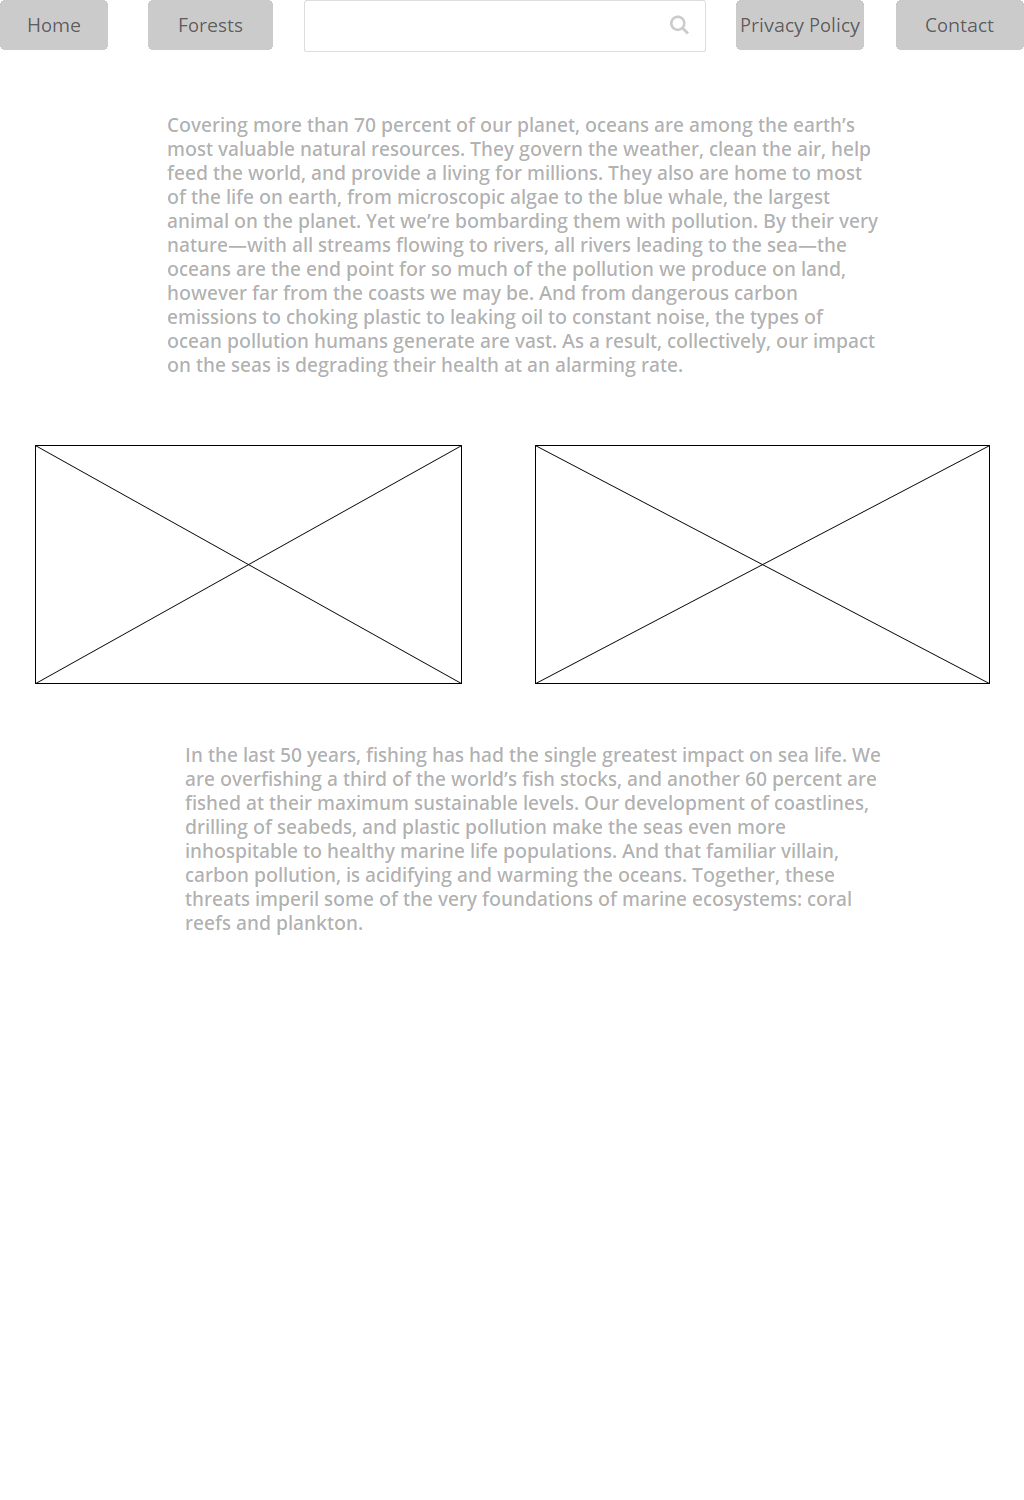 Home Forests Privacy Policy Contact
Covering more than 70 percent of our planet, oceans are among the earth’s
most valuable natural resources. They govern the weather, clean the air, help
feed the world, and provide a living for millions. They also are home to most
of the life on earth, from microscopic algae to the blue whale, the largest
animal on the planet. Yet we’re bombarding them with pollution. By their very
nature—with all streams flowing to rivers, all rivers leading to the sea—the
oceans are the end point for so much of the pollution we produce on land,
however far from the coasts we may be. And from dangerous carbon
emissions to choking plastic to leaking oil to constant noise, the types of
ocean pollution humans generate are vast. As a result, collectively, our impact
on the seas is degrading their health at an alarming rate.
In the last 50 years, fishing has had the single greatest impact on sea life. We
are overfishing a third of the world’s fish stocks, and another 60 percent are
fished at their maximum sustainable levels. Our development of coastlines,
drilling of seabeds, and plastic pollution make the seas even more
inhospitable to healthy marine life populations. And that familiar villain,
carbon pollution, is acidifying and warming the oceans. Together, these
threats imperil some of the very foundations of marine ecosystems: coral
reefs and plankton.